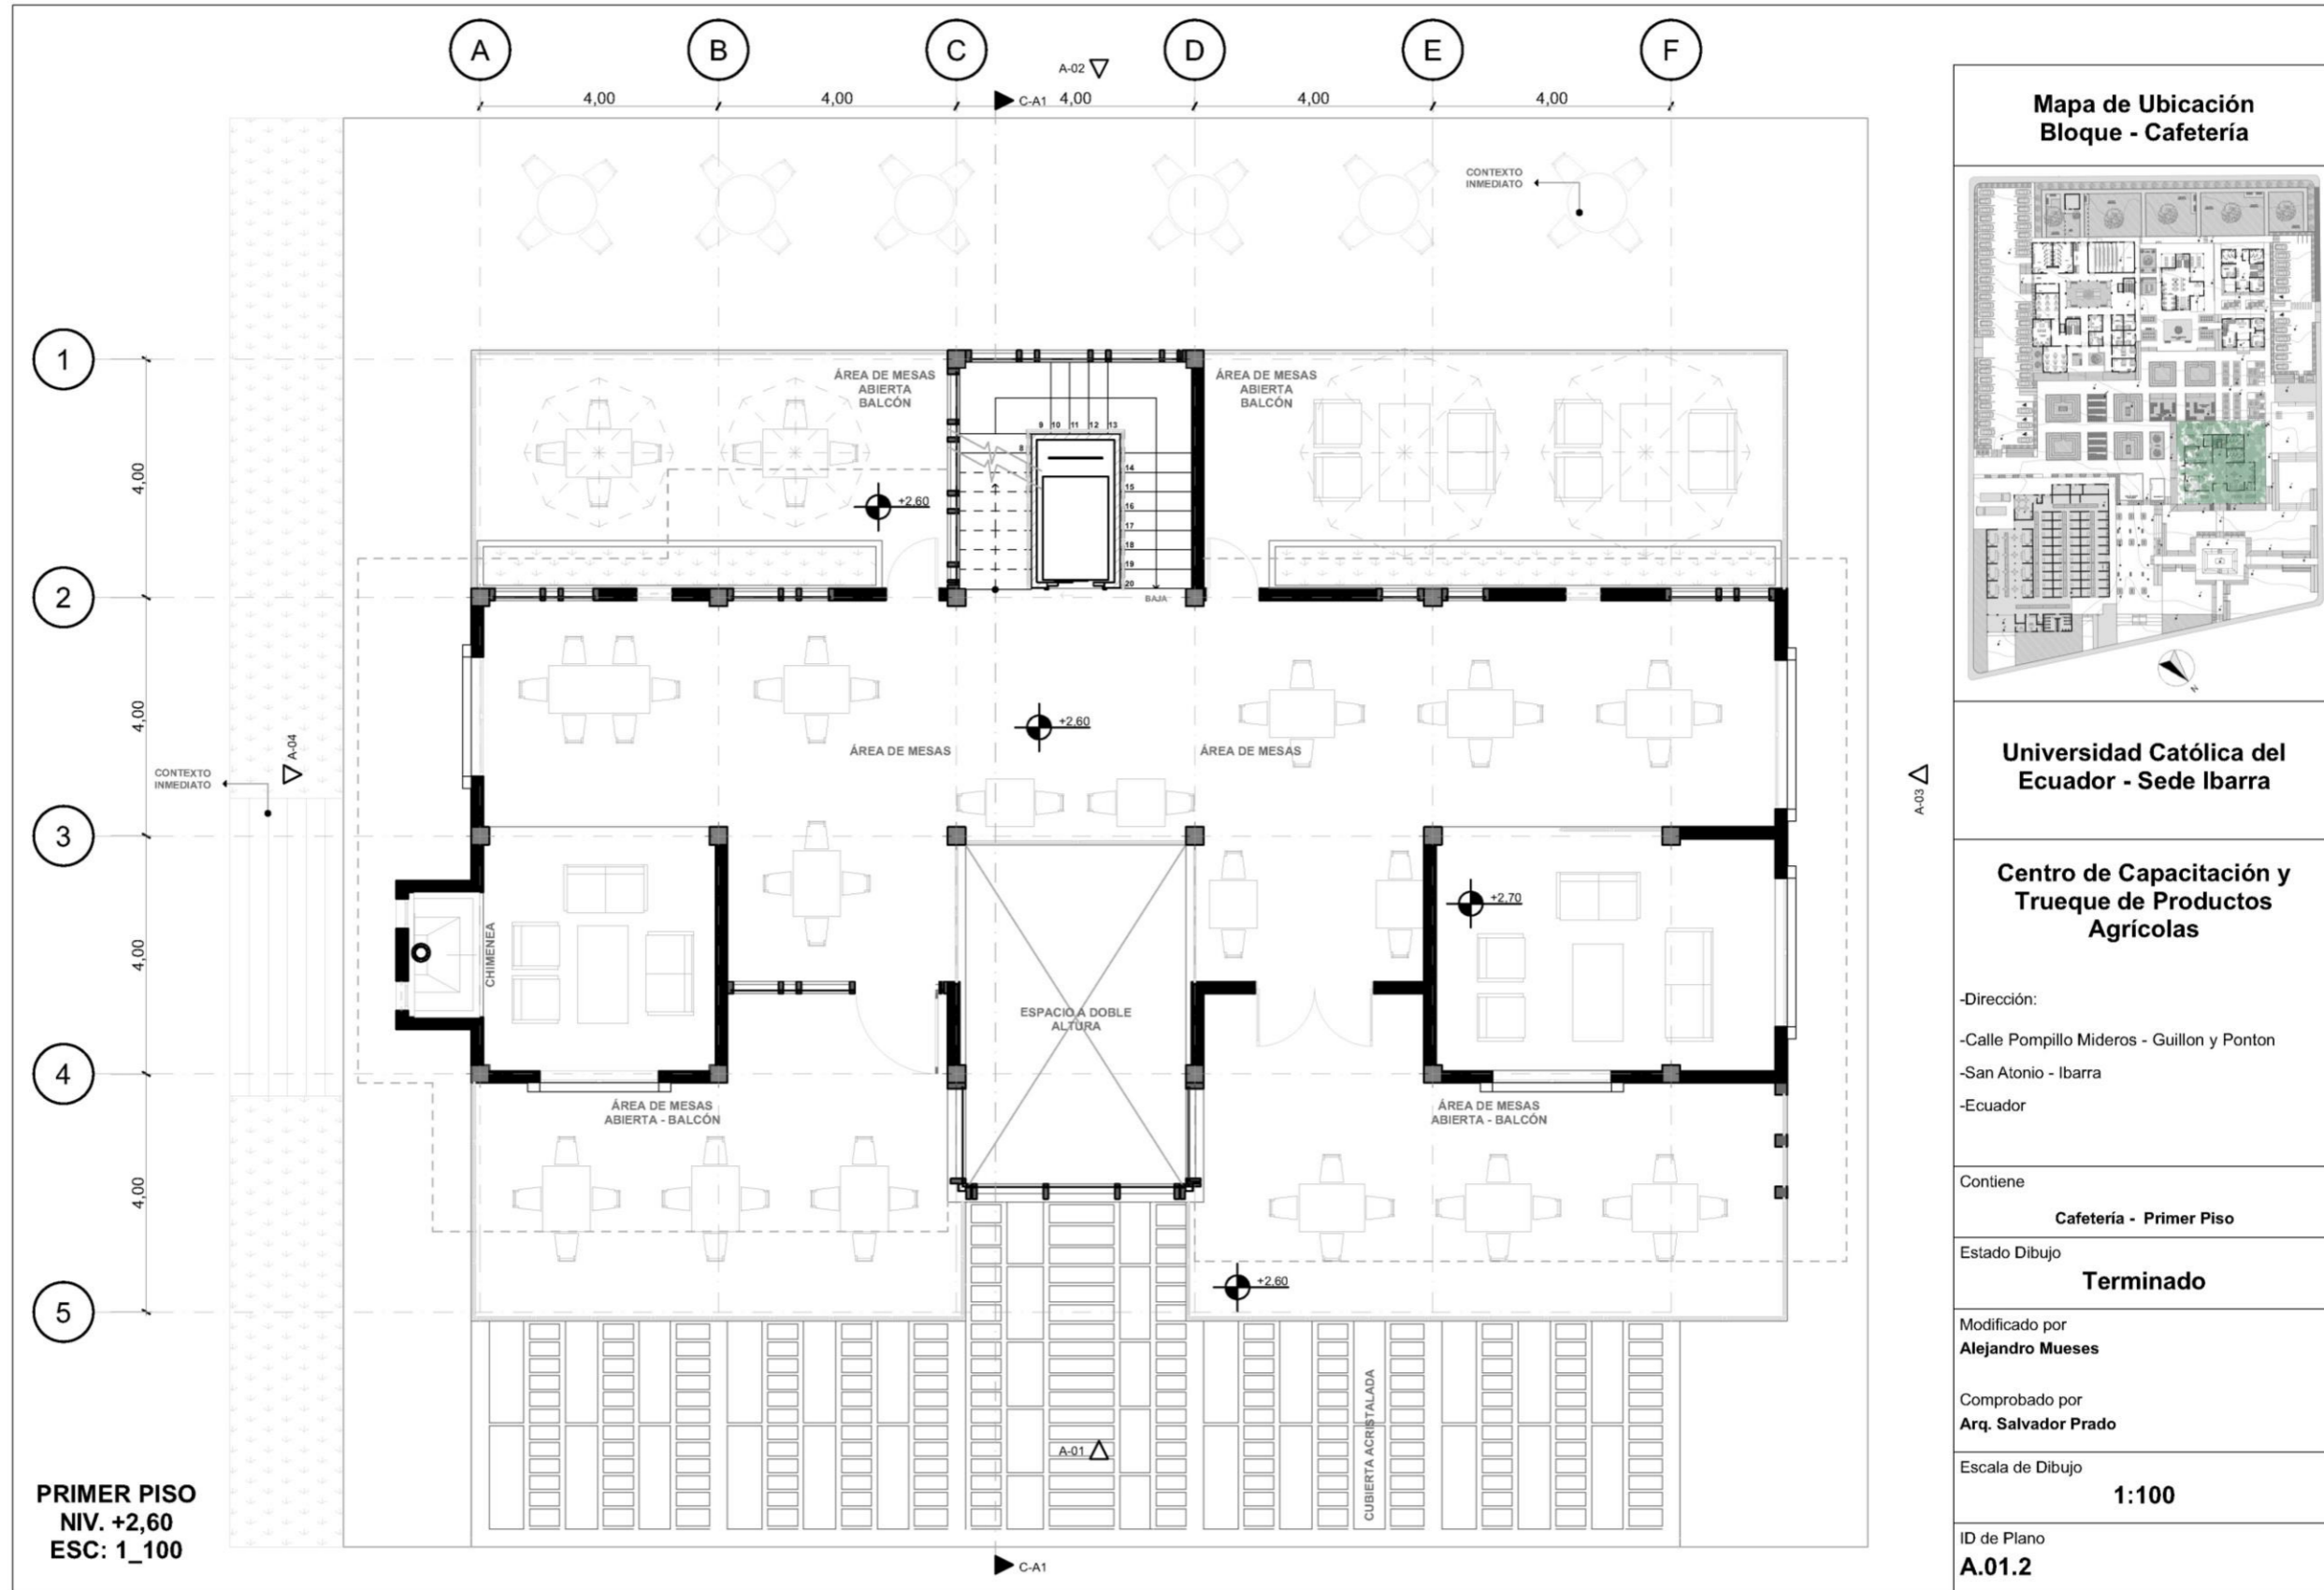 A
B
C
D
E
F
A-02
4,00
4,00
C-A1
4,00
4,00
4,00
CONTEXTO
INMEDIATO
1
2
3
4
5
4,00
4,00
4,00
4,00
ÁREA DE MESAS
ABIERTA
BALCÓN
ÁREA DE MESAS
ABIERTA
BALCÓN
9 10 11 12 13
8
14
15
16
17
18
19
20
BAJA
+2.60
+2.60
ÁREA DE MESAS
ÁREA DE MESAS
A-04
CONTEXTO
INMEDIATO
A-03
CHIMENEA
+2.70
ESPACIO A DOBLE
ALTURA
ÁREA DE MESAS
ABIERTA - BALCÓN
ÁREA DE MESAS
ABIERTA - BALCÓN
+2.60
CUBIERTA ACRISTALADA
A-01
C-A1
PRIMER PISO
NIV. +2,60
ESC: 1_100
Mapa de Ubicación
Bloque - Cafetería
N
Universidad Católica del
Ecuador - Sede Ibarra
Centro de Capacitación y
Trueque de Productos
Agrícolas
-Dirección:
-Calle Pompillo Mideros - Guillon y Ponton
-San Atonio - Ibarra
-Ecuador
Contiene
Cafetería - Primer Piso
Estado Dibujo
Terminado
Modificado por
Alejandro Mueses
Comprobado por
Arq. Salvador Prado
Escala de Dibujo
1:100
ID de Plano
A.01.2